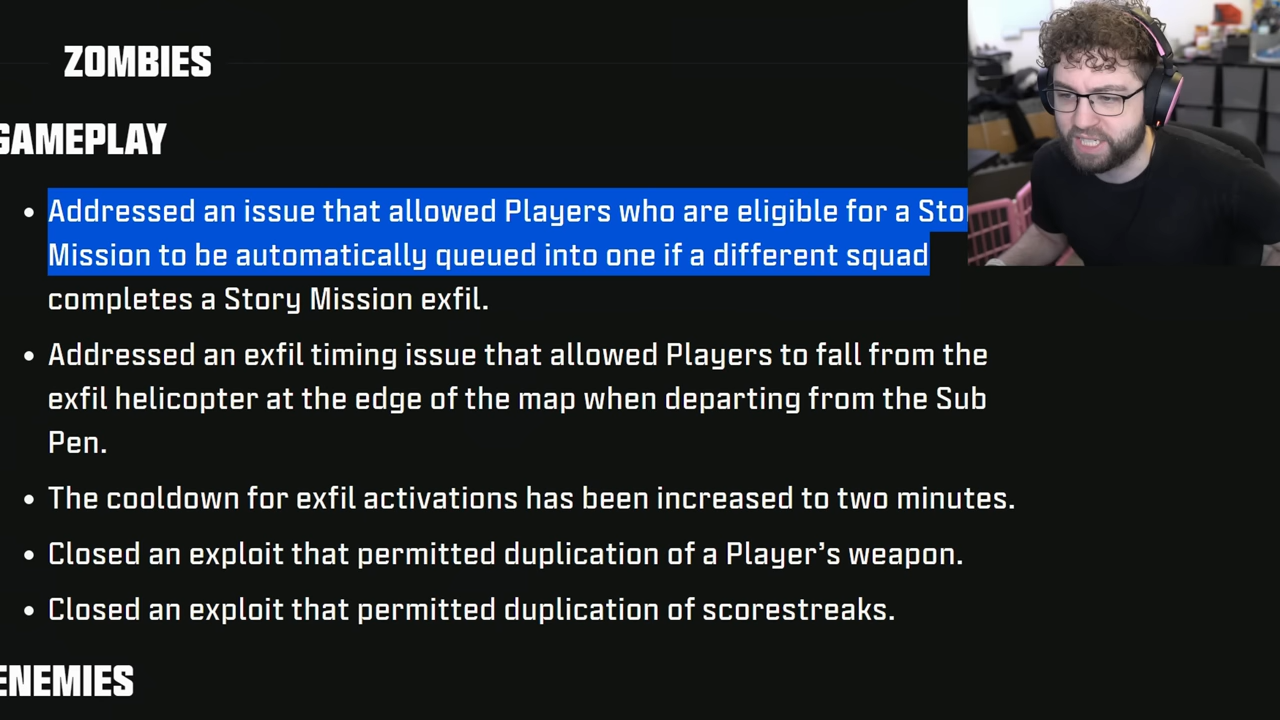 ZOMBIES
GAMEPLAY
Addressed an issue that allowed Players who are eligible for a
Mission to be automatically queued into one if a different squad
completes a Story Mission exfil.
Addressed an exfil timing issue that allowed Players to fall from the
exfil helicopter at the edge of the map when departing from the Sub
Pen.
The cooldown for exfil activations has been increased to two minutes.
Closed an exploit that permitted duplication of a Player’s weapon.
Closed an exploit that permitted duplication of scorestreaks.
ENEMIES